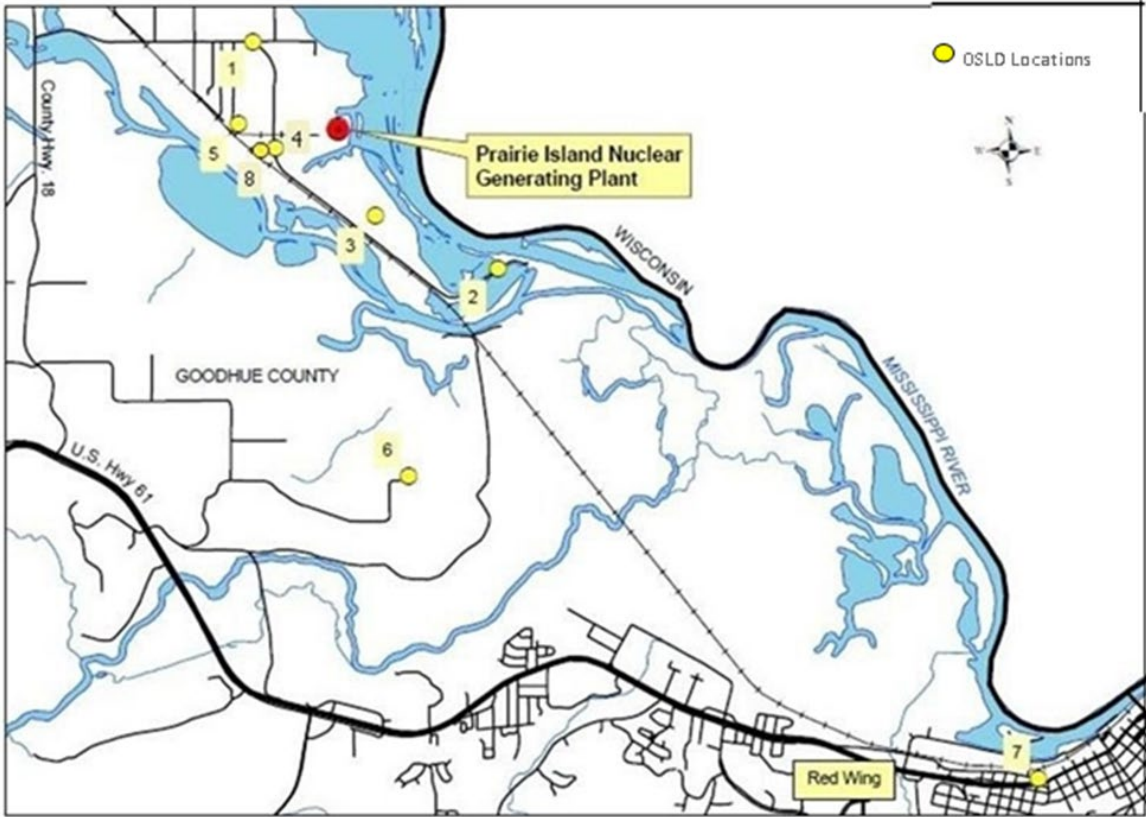 OSLD Locations
N
W E
S
1
County Hwy. 18
4
5
Prairie Island Nuclear
Generating Plant
8
3
WISCONSIN
2
GOODHUE COUNTY
MISSISSIPPI RIVER
6
U.S. Hwy 61
7
Red Wing